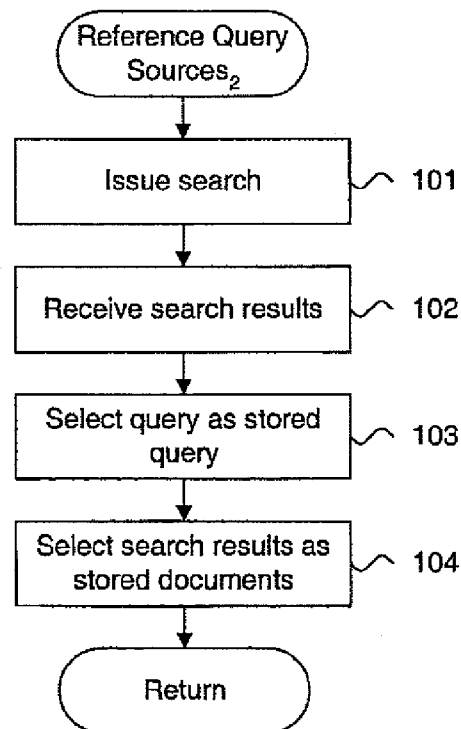 Reference Query
Sources₂
Issue search
101
Receive search results
102
Select query as stored
query
103
Select search results as
stored documents
104
Return